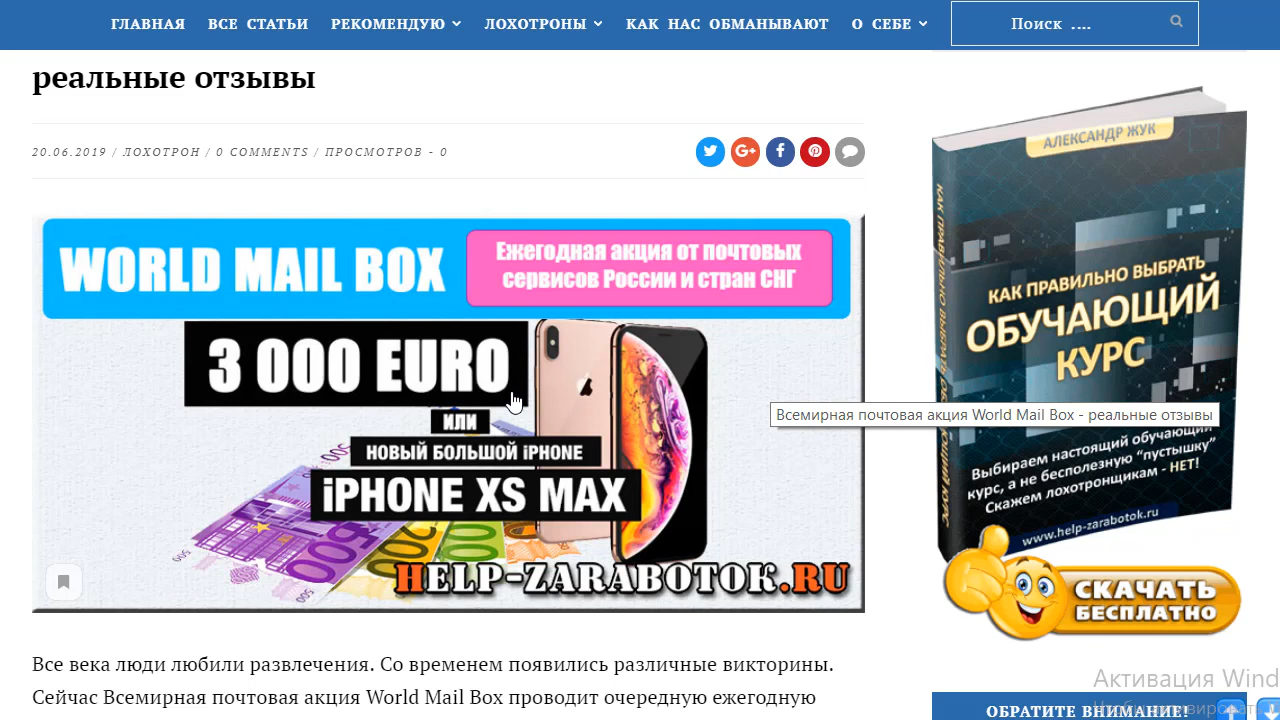 ГЛАВНАЯ ВСЕ СТАТЬИ РЕКОМЕНДУЮ ЛОХОТРОНЫ КАК НАС ОБМАНЫВАЮТ О СЕБЕ Поиск ....
реальные отзывы
20.06.2019 / ЛОХОТРОН / 0 COMMENTS / ПРОСМОТРОВ - 0
WORLD MAIL BOX
Ежегодная акция от почтовых
сервисов России и стран СНГ
3 000 EURO
ИЛИ
НОВЫЙ БОЛЬШОЙ iPHONE
iPHONE XS MAX
HELP-ZARABOTOK.RU
Все века люди любили развлечения. Со временем появились различные викторины.
Сейчас Всемирная почтовая акция World Mail Box проводит очередную ежегодную
Всемирная почтовая акция World Mail Box - реальные отзывы
АЛЕКСАНДР ЖУК
КАК ПРАВИЛЬНО ВЫБРАТЬ
ОБУЧАЮЩИЙ
КУРС
Выбираем настоящий обучающий
курс, а не бесполезную "пустышку"
Скажем лохотронщикам - НЕТ!
www.help-zarabotok.ru
СКАЧАТЬ
БЕСПЛАТНО
Активация Wind
ОБРАТИТЕ ВНИМАНИЕ!